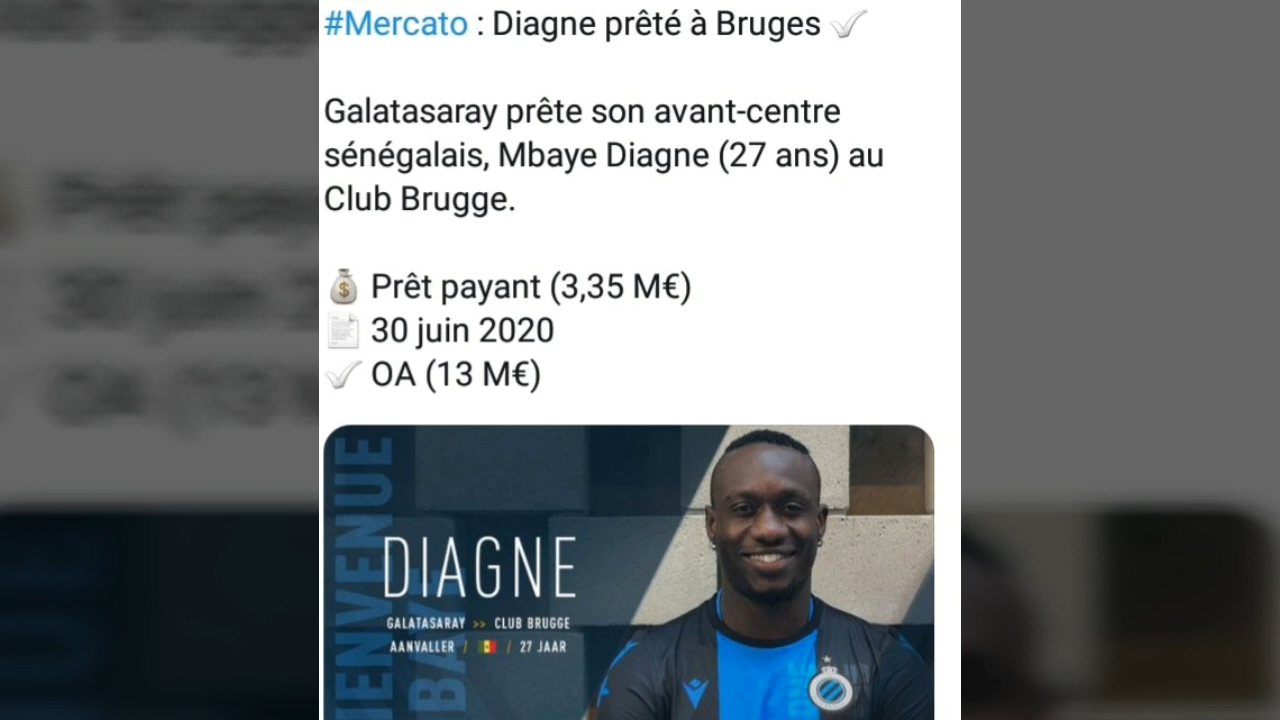 #Mercato : Diagne prêté à Bruges
Galatasaray prête son avant-centre
sénégalais, Mbaye Diagne (27 ans) au
Club Brugge.
Prêt payant (3,35 M€)
30 juin 2020
OA (13 M€)
DIAGNE
GALATASARAY >> CLUB BRUGGE
AANVALLER / / 27 JAAR